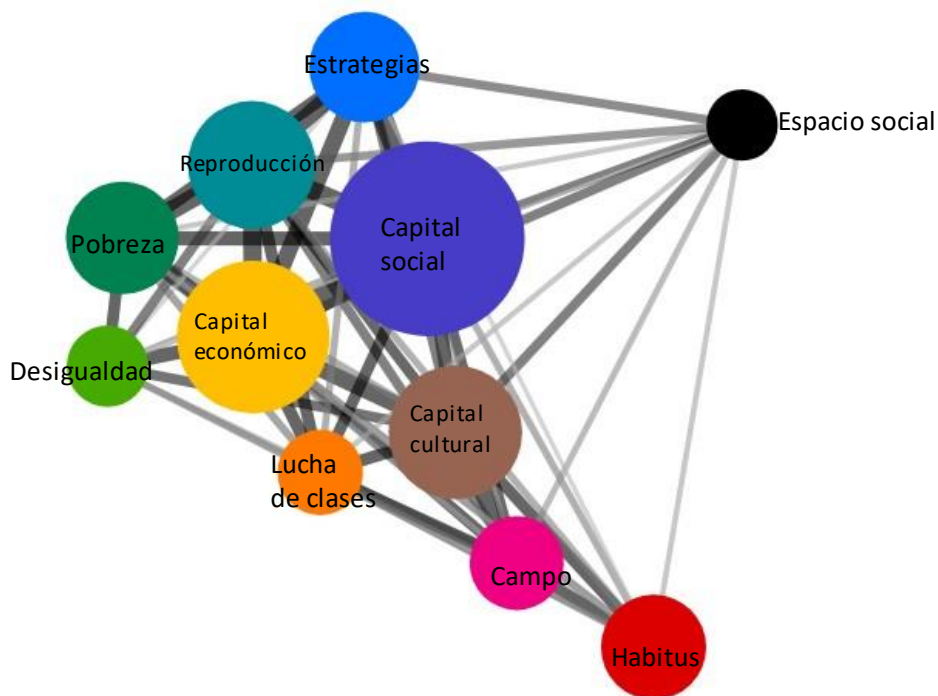 Estrategias
Espacio social
Reproducción
Capital
social
Pobreza
Capital
económico
Desigualdad
Capital
cultural
Lucha
de clases
Campo
Habitus